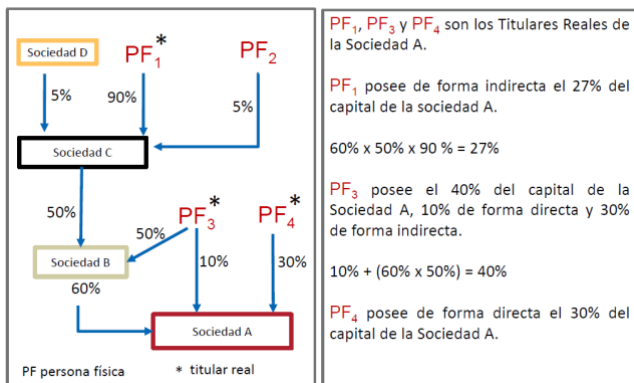 Sociedad D
PF1*
PF2
5%
90%
5%
Sociedad C
50%
50%
PF3*
PF4*
Sociedad B
10%
30%
60%
Sociedad A
PF persona física
* titular real
PF1, PF3 y PF4 son los Titulares Reales de
la Sociedad A.
PF1 posee de forma indirecta el 27% del
capital de la sociedad A.
60% x 50% x 90 % = 27%
PF3 posee el 40% del capital de la
Sociedad A, 10% de forma directa y 30%
de forma indirecta.
10% + (60% x 50%) = 40%
PF4 posee de forma directa el 30% del
capital de la Sociedad A.